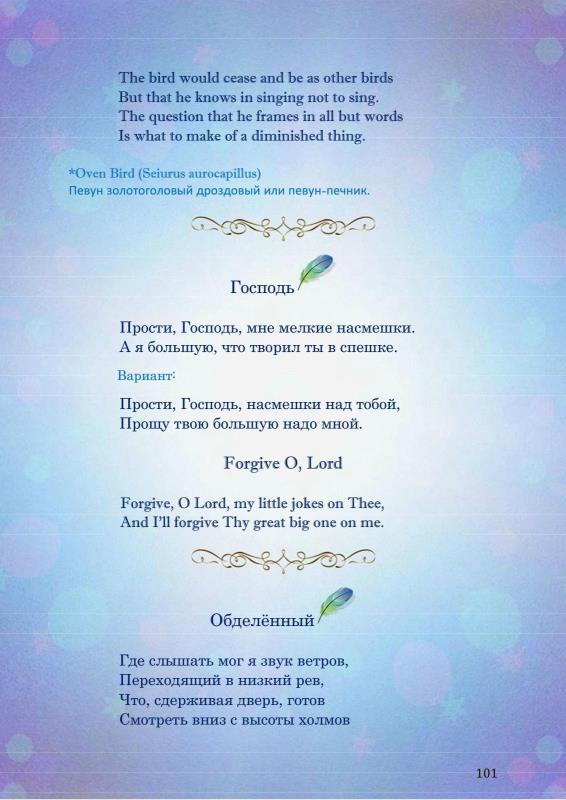 The bird would cease and be as other birds
But that he knows in singing not to sing.
The question that he frames in all but words
Is what to make of a diminished thing.
*Oven Bird (Seiurus aurocapillus)
Певун золотоголовый дроздовый или певун-печник.
Господь
Прости, Господь, мне мелкие насмешки.
А я большую, что творил ты в спешке.
Вариант:
Прости, Господь, насмешки над тобой,
Прощу твою большую надо мной.
Forgive O, Lord
Forgive, O Lord, my little jokes on Thee,
And I’ll forgive Thy great big one on me.
Обделённый
Где слышать мог я звук ветров,
Переходящий в низкий рев,
Что, сдерживая дверь, готов
Смотреть вниз с высоты холмов
101